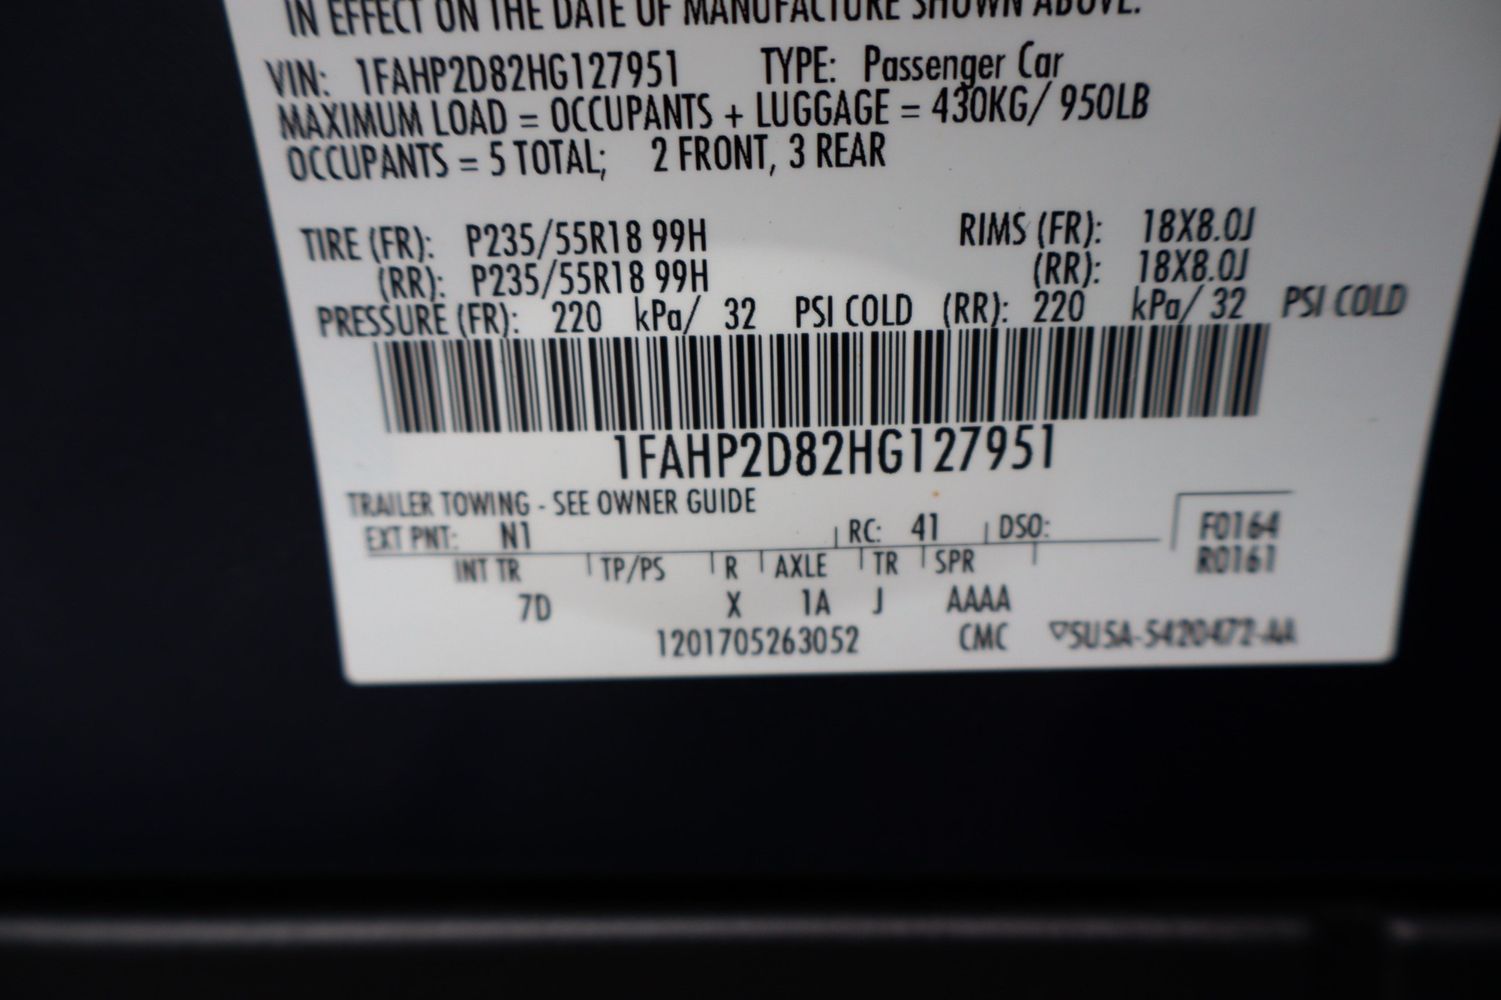 IN EFFECT ON THE DATE OF MANUFACTURE SHOWN ABOVE.
VIN: 1FAHP2D82HG127951 TYPE: Passenger Car
MAXIMUM LOAD = OCCUPANTS + LUGGAGE = 430KG/ 950LB
OCCUPANTS = 5 TOTAL; 2 FRONT, 3 REAR
TIRE (FR): P235/55R18 99H RIMS (FR): 18X8.0J
(RR): P235/55R18 99H (RR): 18X8.0J
PRESSURE (FR): 220 kPa/ 32 PSI COLD (RR): 220 kPa/ 32 PSI COLD
1FAHP2D82HG127951
TRAILER TOWING - SEE OWNER GUIDE
EXT PNT: N1 RC: 41 DSO: F0164
INT TR TP/PS R AXLE TR SPR R0161
7D X 1A J AAAA
1201705263052 CMC ▽5USA-5420472-AA